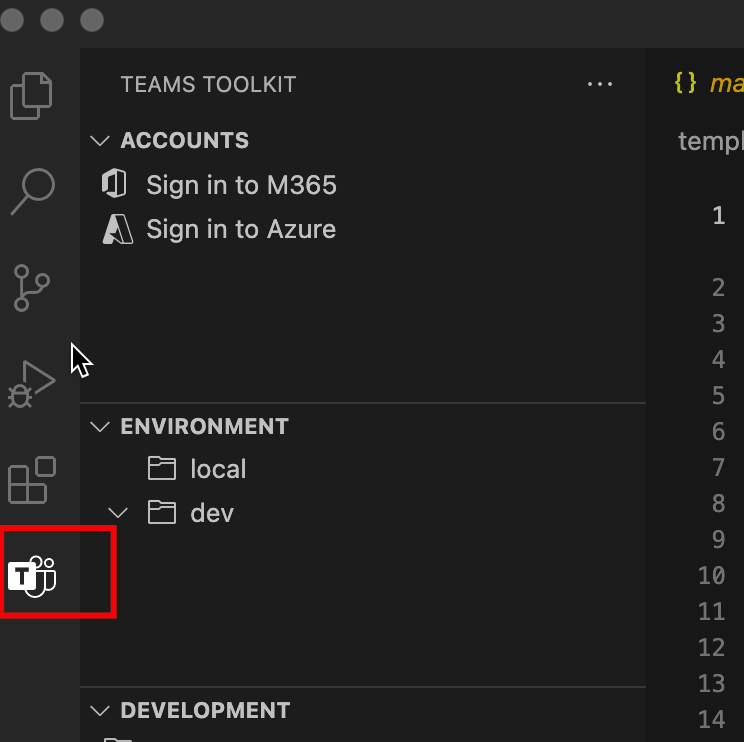 TEAMS TOOLKIT ...
{} ma
ACCOUNTS
templ
Sign in to M365
Sign in to Azure
1
2
3
4
5
6
7
8
9
10
11
12
13
14
ENVIRONMENT
local
dev
T
DEVELOPMENT